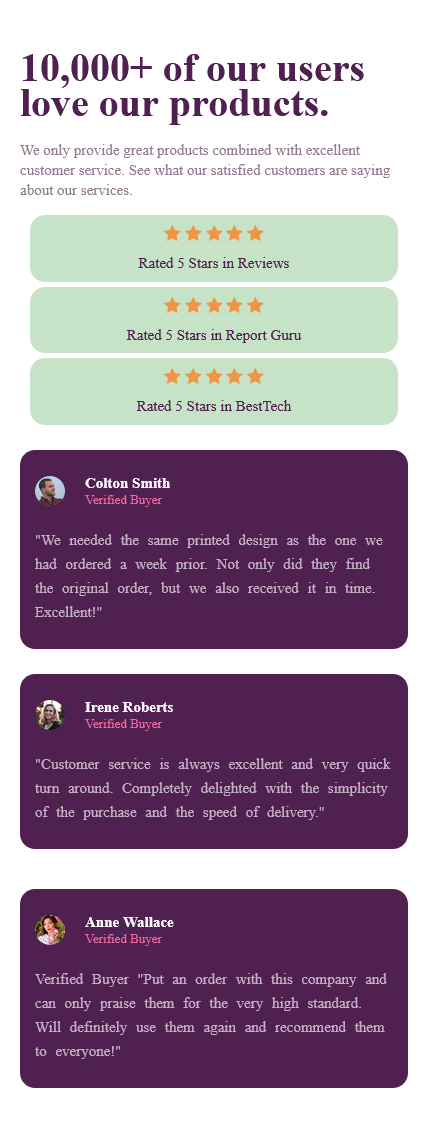 10,000+ of our users
love our products.
We only provide great products combined with excellent
customer service. See what our satisfied customers are saying
about our services.
Rated 5 Stars in Reviews
Rated 5 Stars in Report Guru
Rated 5 Stars in BestTech
Colton Smith
Verified Buyer
"We needed the same printed design as the one we
had ordered a week prior. Not only did they find
the original order, but we also received it in time.
Excellent!"
Irene Roberts
Verified Buyer
"Customer service is always excellent and very quick
turn around. Completely delighted with the simplicity
of the purchase and the speed of delivery."
Anne Wallace
Verified Buyer
Verified Buyer "Put an order with this company and
can only praise them for the very high standard.
Will definitely use them again and recommend them
to everyone!"